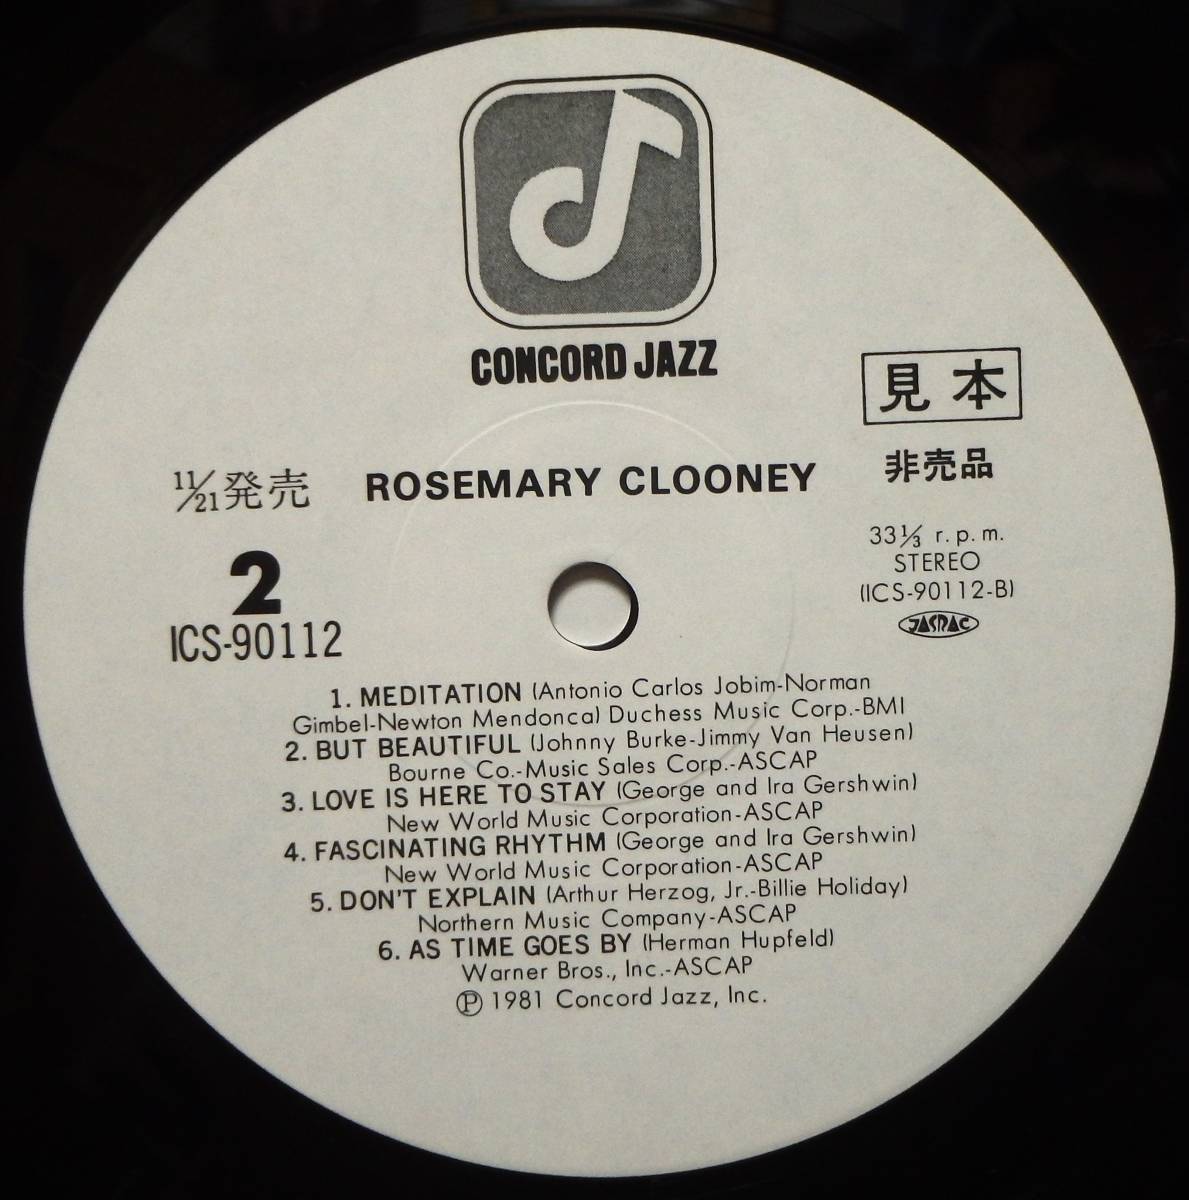 CONCORD JAZZ
見本
11/21発売
ROSEMARY CLOONEY
非売品
33⅓ r.p.m.
STEREO
(ICS-90112-B)
JASRAC
2
ICS-90112
1. MEDITATION (Antonio Carlos Jobim-Norman
Gimbel-Newton Mendonca) Duchess Music Corp.-BMI
2. BUT BEAUTIFUL (Johnny Burke-Jimmy Van Heusen)
Bourne Co.-Music Sales Corp.-ASCAP
3. LOVE IS HERE TO STAY (George and Ira Gershwin)
New World Music Corporation-ASCAP
4. FASCINATING RHYTHM (George and Ira Gershwin)
New World Music Corporation-ASCAP
5. DON'T EXPLAIN (Arthur Herzog, Jr.-Billie Holiday)
Northern Music Company-ASCAP
6. AS TIME GOES BY (Herman Hupfeld)
Warner Bros., Inc.-ASCAP
Ⓟ 1981 Concord Jazz, Inc.